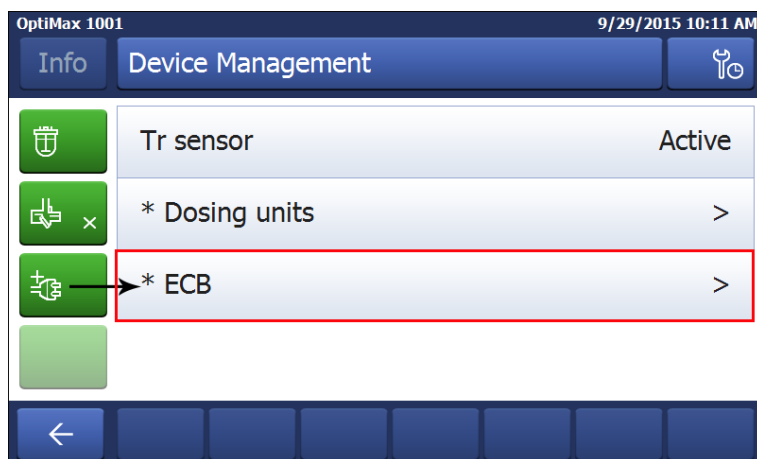 OptiMax 1001 9/29/2015 10:11 AM
Info Device Management
Tr sensor Active
* Dosing units >
* ECB >